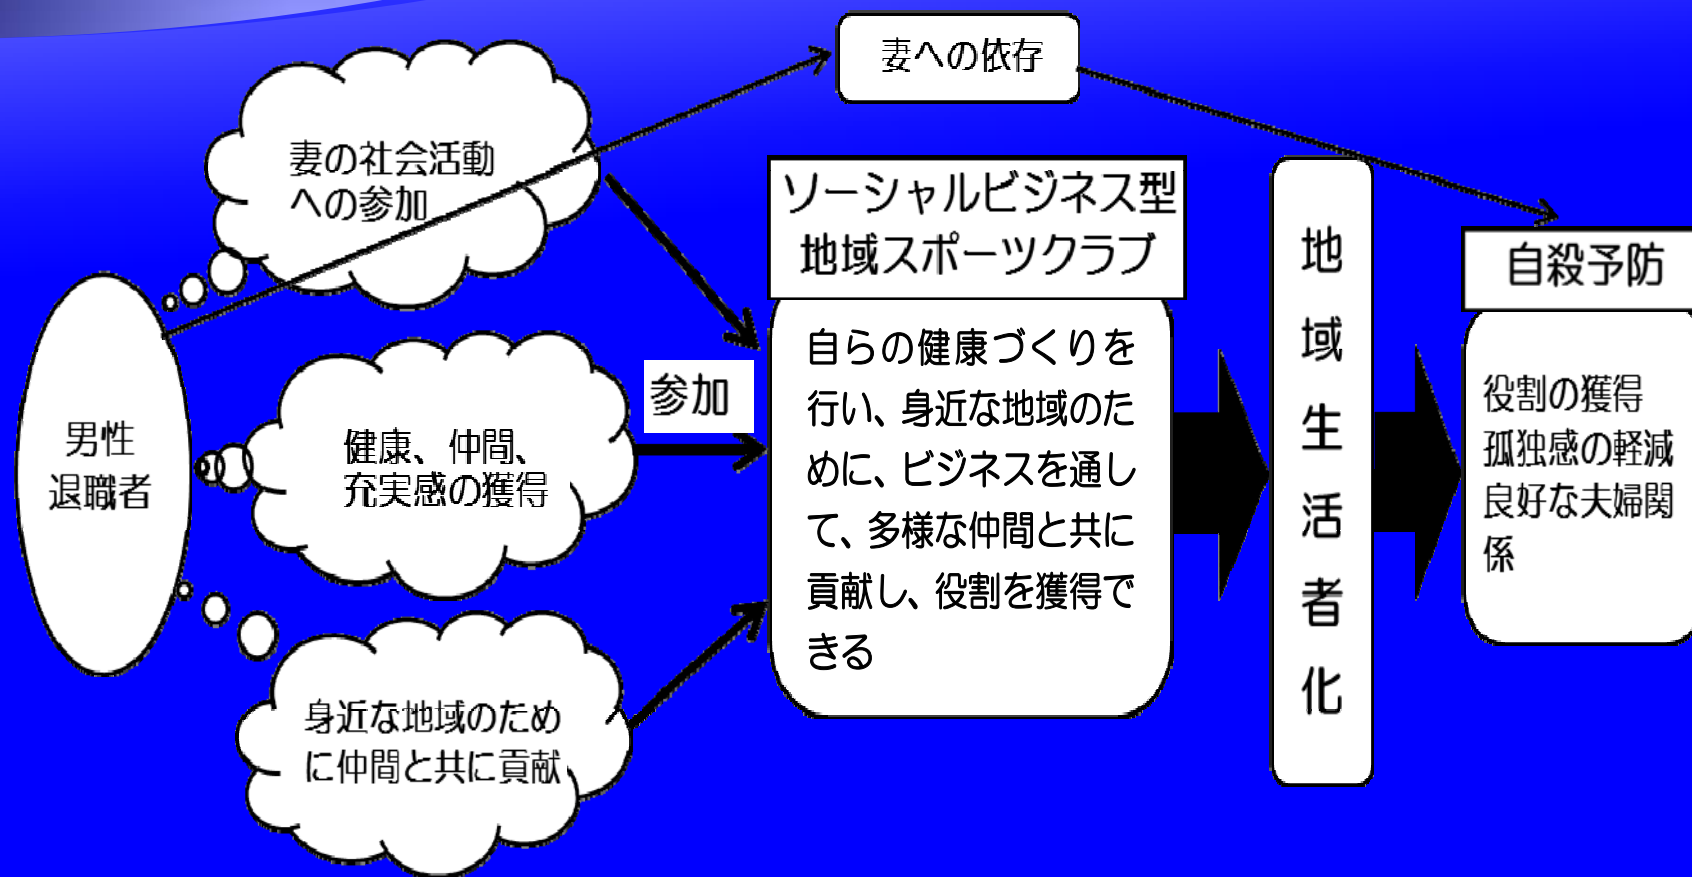 妻への依存
妻の社会活動
への参加
ソーシャルビジネス型
地域スポーツクラブ
地域生活者化
自殺予防
男性
退職者
健康、仲間、
充実感の獲得
参加
自らの健康づくりを
行い、身近な地域のた
めに、ビジネスを通し
て、多様な仲間と共に
貢献し、役割を獲得で
きる
役割の獲得
孤独感の軽減
良好な夫婦関
係
身近な地域のため
に仲間と共に貢献